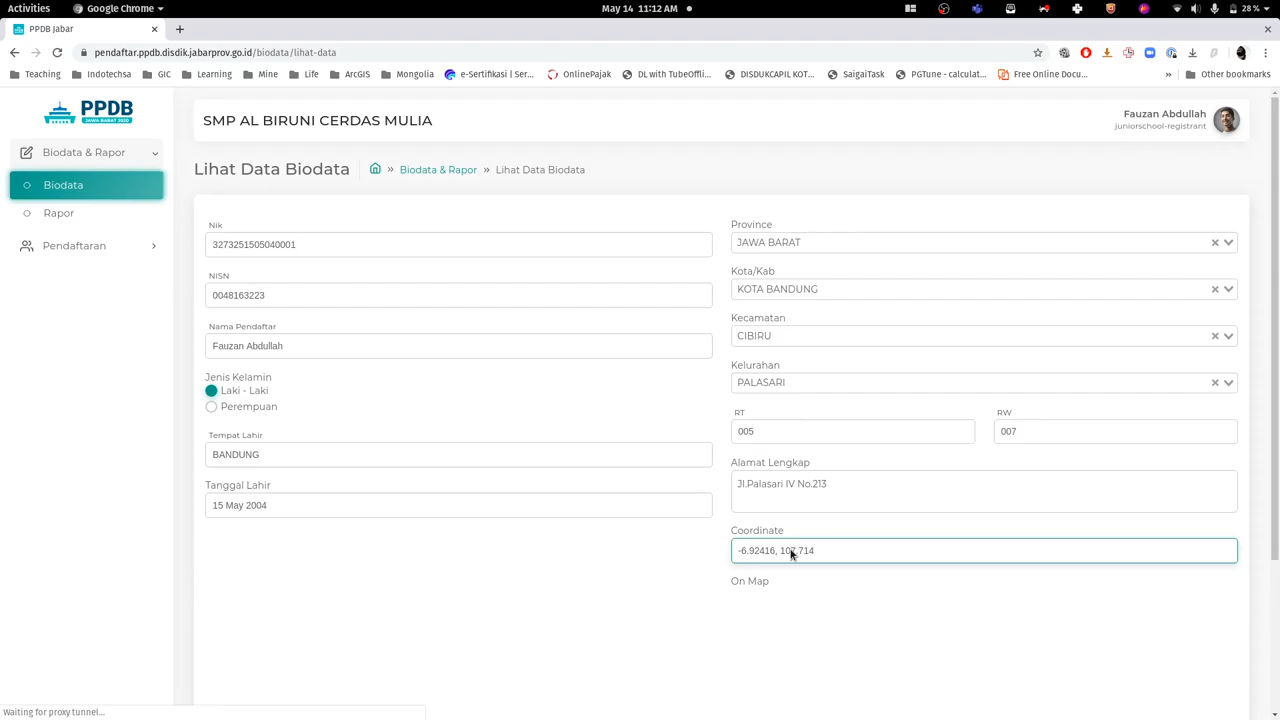 Activities
Google Chrome
May 14 11:12 AM
28 %
PPDB Jabar
pendaftar.ppdb.disdik.jabarprov.go.id/biodata/lihat-data
Teaching
Indotechsa
GIC
Learning
Mine
Life
ArcGIS
Mongolia
e-Sertifikasi | Ser...
OnlinePajak
DL with TubeOffli...
DISDUKCAPIL KOT...
SaigaiTask
PGTune - calculat...
Free Online Docu...
»
Other bookmarks
PPDB
JAWA BARAT 2020
SMP AL BIRUNI CERDAS MULIA
Fauzan Abdullah
juniorschool-registrant
Biodata & Rapor
Biodata
Rapor
Pendaftaran
Lihat Data Biodata
» Biodata & Rapor » Lihat Data Biodata
Nik
3273251505040001
NISN
0048163223
Nama Pendaftar
Fauzan Abdullah
Jenis Kelamin
Laki - Laki
Perempuan
Tempat Lahir
BANDUNG
Tanggal Lahir
15 May 2004
Province
JAWA BARAT
Kota/Kab
KOTA BANDUNG
Kecamatan
CIBIRU
Kelurahan
PALASARI
RT
RW
005
007
Alamat Lengkap
Jl.Palasari IV No.213
Coordinate
-6.92416, 107.714
On Map
Waiting for proxy tunnel...